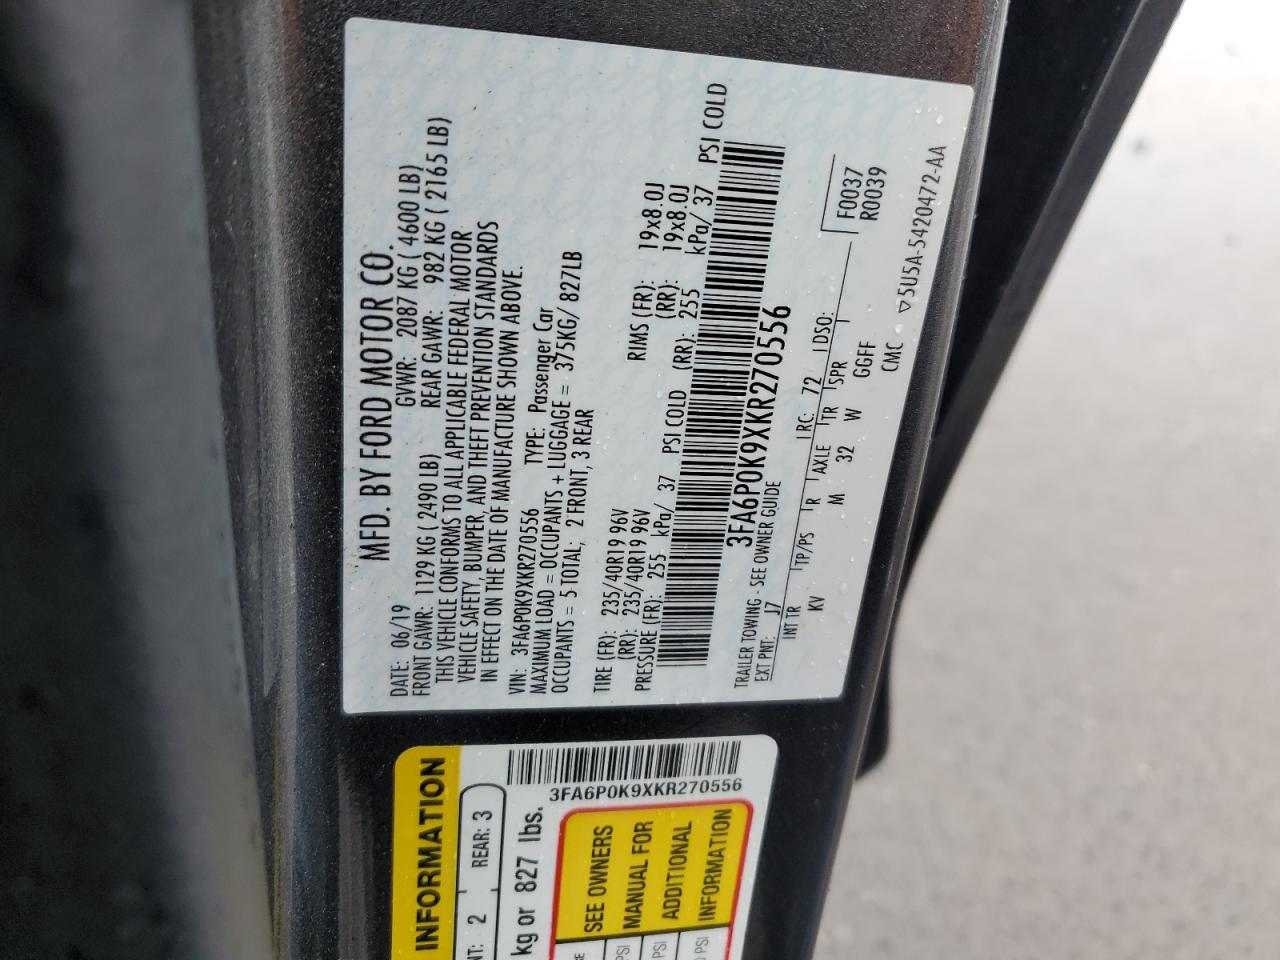 MFD. BY FORD MOTOR CO.
DATE: 06/19 GVWR: 2087 KG ( 4600 LB)
FRONT GAWR: 1129 KG ( 2490 LB) REAR GAWR: 982 KG ( 2165 LB)
THIS VEHICLE CONFORMS TO ALL APPLICABLE FEDERAL MOTOR
VEHICLE SAFETY, BUMPER, AND THEFT PREVENTION STANDARDS
IN EFFECT ON THE DATE OF MANUFACTURE SHOWN ABOVE.
VIN: 3FA6P0K9XKR270556 TYPE: Passenger Car
MAXIMUM LOAD = OCCUPANTS + LUGGAGE = 375KG/ 827LB
OCCUPANTS = 5 TOTAL, 2 FRONT, 3 REAR
TIRE (FR): 235/40R19 96V RIMS (FR): 19x8.0J
(RR): 235/40R19 96V (RR): 19x8.0J
PRESSURE (FR): 255 kPa/ 37 PSI COLD (RR): 255 kPa/ 37 PSI COLD
3FA6P0K9XKR270556
TRAILER TOWING - SEE OWNER GUIDE
EXT PNT: J7 RC: 72 DSO: F0037
R0039
INT TR TP/PS R AXLE TR SPR
KV M 32 W GGFF
CMC
▽5U5A-5420472-AA
INFORMATION
3FA6P0K9XKR270556
2 REAR: 3
kg or 827 lbs.
SEE OWNERS
MANUAL FOR
ADDITIONAL
INFORMATION
PSI
PSI
PSI